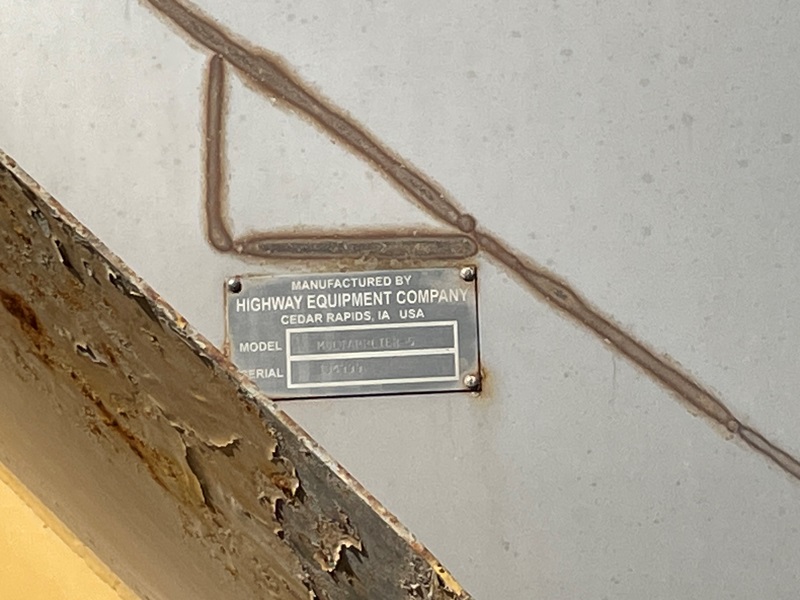 MANUFACTURED BY
HIGHWAY EQUIPMENT COMPANY
CEDAR RAPIDS, IA USA
MODEL
ERIAL